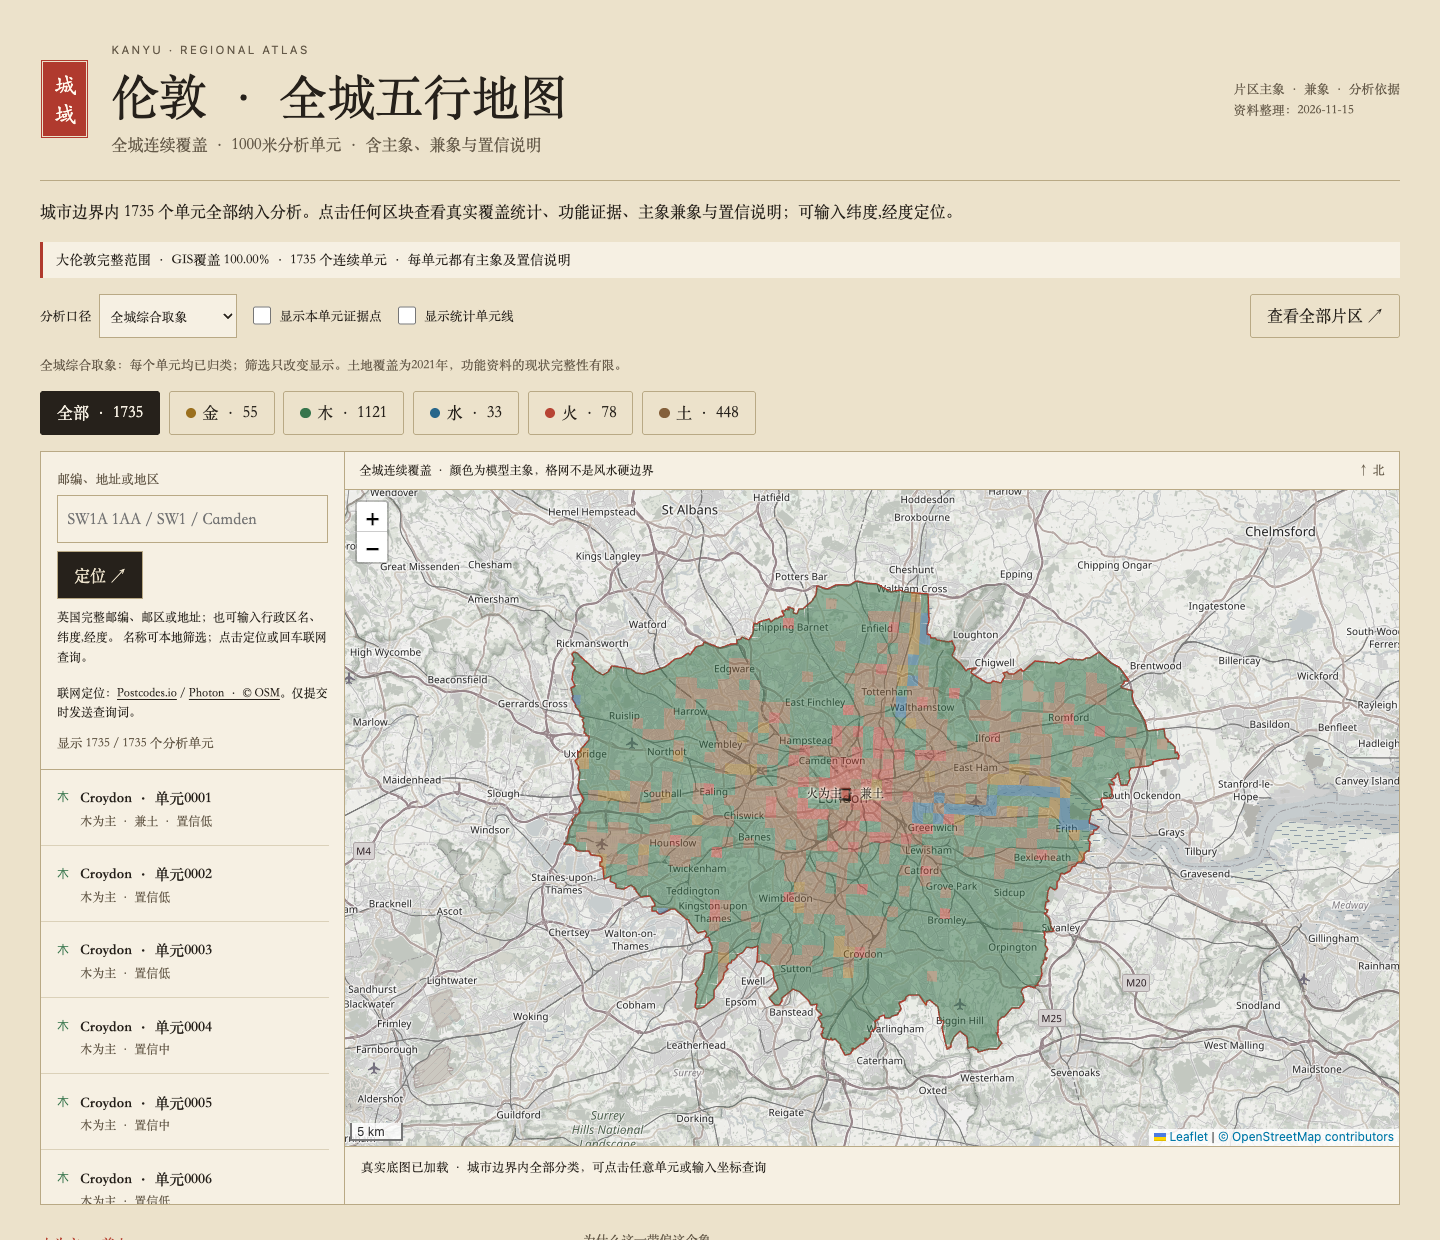 KANYU · REGIONAL ATLAS
城域
伦敦 · 全城五行地图
全城连续覆盖 · 1000米分析单元 · 含主象、兼象与置信说明
片区主象 · 兼象 · 分析依据
资料整理：2026-11-15
城市边界内 1735 个单元全部纳入分析。点击任何区块查看真实覆盖统计、功能证据、主象兼象与置信说明；可输入纬度,经度定位。
大伦敦完整范围 · GIS覆盖 100.00% · 1735 个连续单元 · 每单元都有主象及置信说明
分析口径 全城综合取象 显示本单元证据点 显示统计单元线 查看全部片区 ↗
全城综合取象：每个单元均已归类；筛选只改变显示。土地覆盖为2021年，功能资料的现状完整性有限。
全部 · 1735 金 · 55 木 · 1121 水 · 33 火 · 78 土 · 448
邮编、地址或地区
SW1A 1AA / SW1 / Camden
定位 ↗
英国完整邮编、邮区或地址；也可输入行政区名、
纬度,经度。 名称可本地筛选；点击定位或回车联网
查询。
联网定位：Postcodes.io / Photon · © OSM。仅提交
时发送查询词。
显示 1735 / 1735 个分析单元
木 Croydon · 单元0001
木为主 · 兼土 · 置信低
木 Croydon · 单元0002
木为主 · 置信低
木 Croydon · 单元0003
木为主 · 置信低
木 Croydon · 单元0004
木为主 · 置信中
木 Croydon · 单元0005
木为主 · 置信中
木 Croydon · 单元0006
木为主 · 置信低
全城连续覆盖 · 颜色为模型主象，格网不是风水硬边界
↑ 北
+
−
Wendover
Hatfield
Hoddesdon
Harlow
Hemel Hempstead
St Albans
Broxbourne
Chelmsford
Kings Langley
Great Missenden
Chesham
Potters Bar
Cheshunt
Epping
Chipping Ongar
Waltham Cross
Amersham
Watford
Chipping Barnet
Enfield
Loughton
Ingatestone
Rickmansworth
High Wycombe
Edgware
Chigwell
Brentwood
Billericay
Beaconsfield
Wickford
Gerrards Cross
Tottenham
East Finchley
Walthamstow
Rayleigh
Marlow
Ruislip
Harrow
Romford
Basildon
Benfleet
Hadleigh
Uxbridge
Northolt
Wembley
Hampstead
Ilford
Camden Town
East Ham
Maidenhead
Slough
Southall
Ealing
火为主 · 兼土
London
South Ockendon
Stanford-le-
Hope
Canvey Island
Chiswick
Greenwich
Erith
Windsor
Barnes
Grays
M4
Hounslow
Lewisham
Bexleyheath
Tilbury
Twickenham
Catford
Gravesend
Staines-upon-
Thames
Teddington
Grove Park
Sidcup
Bracknell
Ascot
Kingston upon
Thames
Wimbledon
Bromley
Swanley
Medway
Chertsey
Walton-on-
Thames
Orpington
Gillingham
Croydon
Rainham
Sutton
Lightwater
Ewell
M20
Sandhurst
Blackwater
Cobham
Epsom
Banstead
Biggin Hill
M25
Snodland
Frimley
Woking
Warlingham
Farnborough
Leatherhead
Caterham
West Malling
Surrey
Oxted
Westerham
Sevenoaks
Maidstone
Aldershot
Guildford
Surrey
Hills National
Landscape
Dorking
Reigate
5 km
Leaflet | © OpenStreetMap contributors
真实底图已加载 · 城市边界内全部分类，可点击任意单元或输入坐标查询
为什么这一带偏这个象